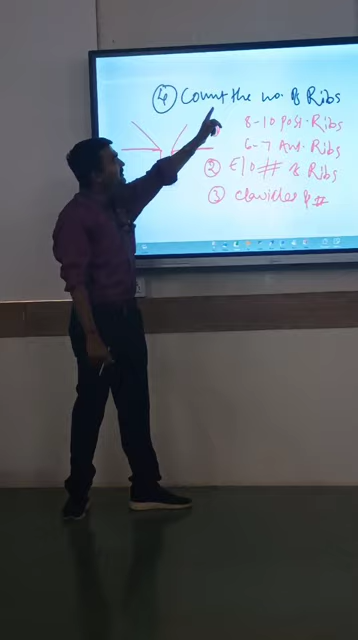 ④ Count the no. of Ribs
8-10 post. Ribs
6-7 Ant. Ribs
② E/O # of Ribs
③ Clavicles